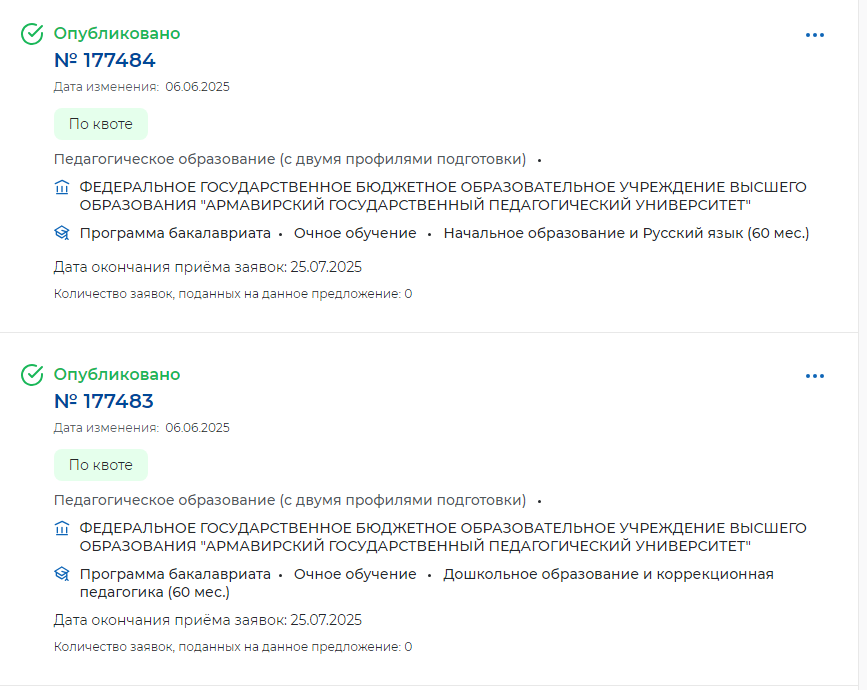 Опубликовано
№ 177484
Дата изменения: 06.06.2025
По квоте
Педагогическое образование (с двумя профилями подготовки) •
ФЕДЕРАЛЬНОЕ ГОСУДАРСТВЕННОЕ БЮДЖЕТНОЕ ОБРАЗОВАТЕЛЬНОЕ УЧРЕЖДЕНИЕ ВЫСШЕГО
ОБРАЗОВАНИЯ "АРМАВИРСКИЙ ГОСУДАРСТВЕННЫЙ ПЕДАГОГИЧЕСКИЙ УНИВЕРСИТЕТ"
Программа бакалавриата • Очное обучение • Начальное образование и Русский язык (60 мес.)
Дата окончания приёма заявок: 25.07.2025
Количество заявок, поданных на данное предложение: 0
Опубликовано
№ 177483
Дата изменения: 06.06.2025
По квоте
Педагогическое образование (с двумя профилями подготовки) •
ФЕДЕРАЛЬНОЕ ГОСУДАРСТВЕННОЕ БЮДЖЕТНОЕ ОБРАЗОВАТЕЛЬНОЕ УЧРЕЖДЕНИЕ ВЫСШЕГО
ОБРАЗОВАНИЯ "АРМАВИРСКИЙ ГОСУДАРСТВЕННЫЙ ПЕДАГОГИЧЕСКИЙ УНИВЕРСИТЕТ"
Программа бакалавриата • Очное обучение • Дошкольное образование и коррекционная
педагогика (60 мес.)
Дата окончания приёма заявок: 25.07.2025
Количество заявок, поданных на данное предложение: 0